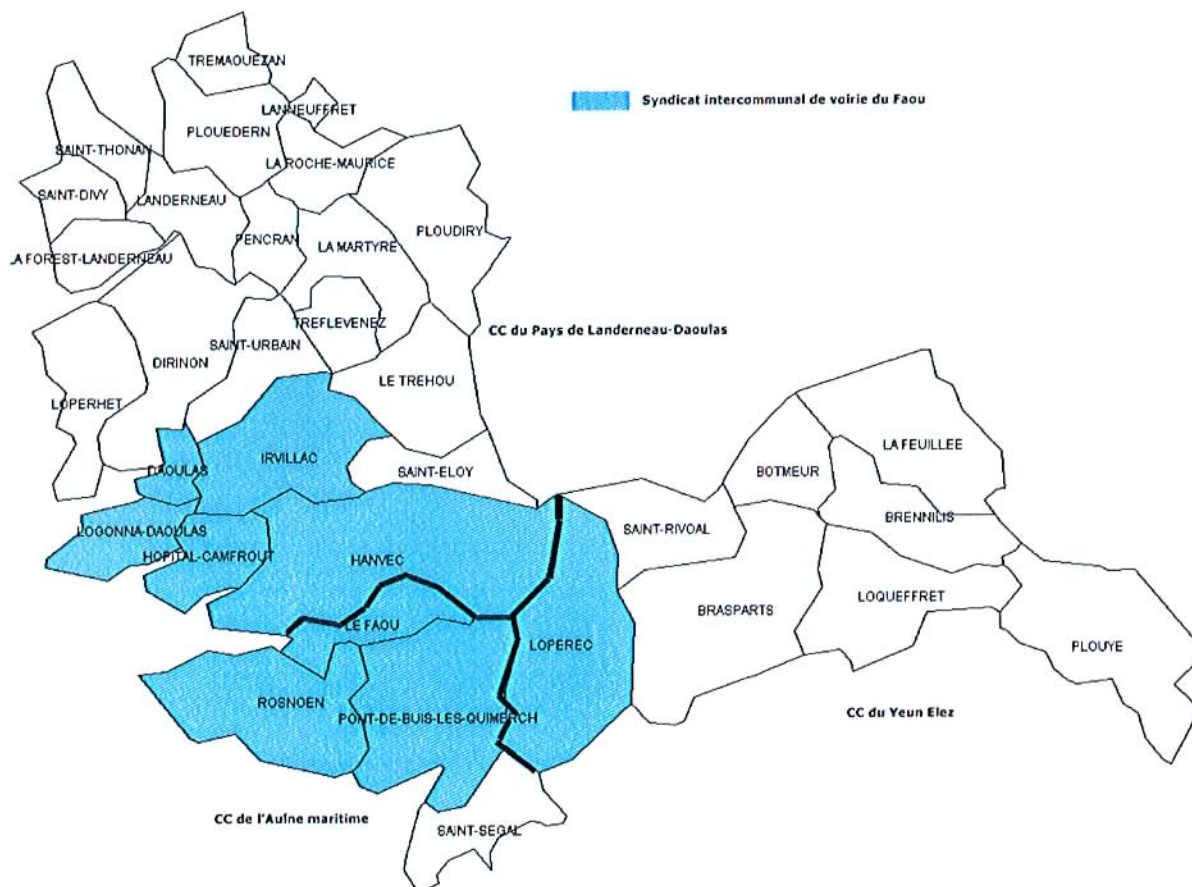 TREMAOUEZAN
Syndicat intercommunal de voirie du Faou
LANNEUFFRET
PLOUEDERN
SAINT-THONAN
LA ROCHE-MAURICE
SAINT-DIVY
LANDERNEAU
PLOUDIRY
PENCRAN
LA MARTYRE
LA FOREST-LANDERNEAU
TREFLEVENEZ
CC du Pays de Landerneau-Daoulas
SAINT-URBAIN
DIRINON
LE TREHOU
LOPERHET
LA FEUILLEE
IRVILLAC
DAOULAS
SAINT-ELOY
BOTMEUR
BRENNILIS
LOGONNA-DAOULAS
SAINT-RIVOAL
HOPITAL-CAMFROUT
HANVEC
LOQUEFFRET
BRASPARTS
LE FAOU
LOPEREC
PLOUYE
ROSNOEN
CC du Yeun Elez
PONT-DE-BUIS-LES-QUIMERCH
CC de l'Aulne maritime
SAINT-SEGAL